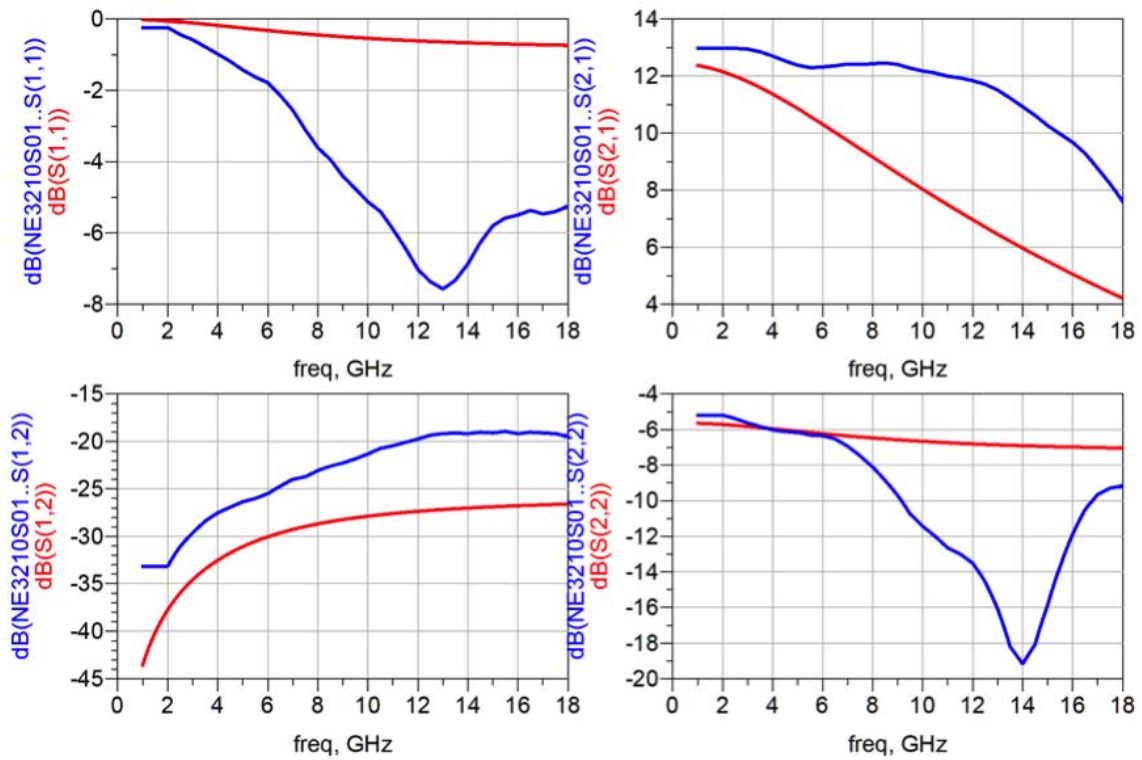 dB(NE3210S01..S(1,1))
dB(S(1,1))
0
-2
-4
-6
-8
0 2 4 6 8 10 12 14 16 18
freq, GHz
dB(NE3210S01..S(2,1))
dB(S(2,1))
14
12
10
8
6
4
0 2 4 6 8 10 12 14 16 18
freq, GHz
dB(NE3210S01..S(1,2))
dB(S(1,2))
-15
-20
-25
-30
-35
-40
-45
0 2 4 6 8 10 12 14 16 18
freq, GHz
dB(NE3210S01..S(2,2))
dB(S(2,2))
-4
-6
-8
-10
-12
-14
-16
-18
-20
0 2 4 6 8 10 12 14 16 18
freq, GHz